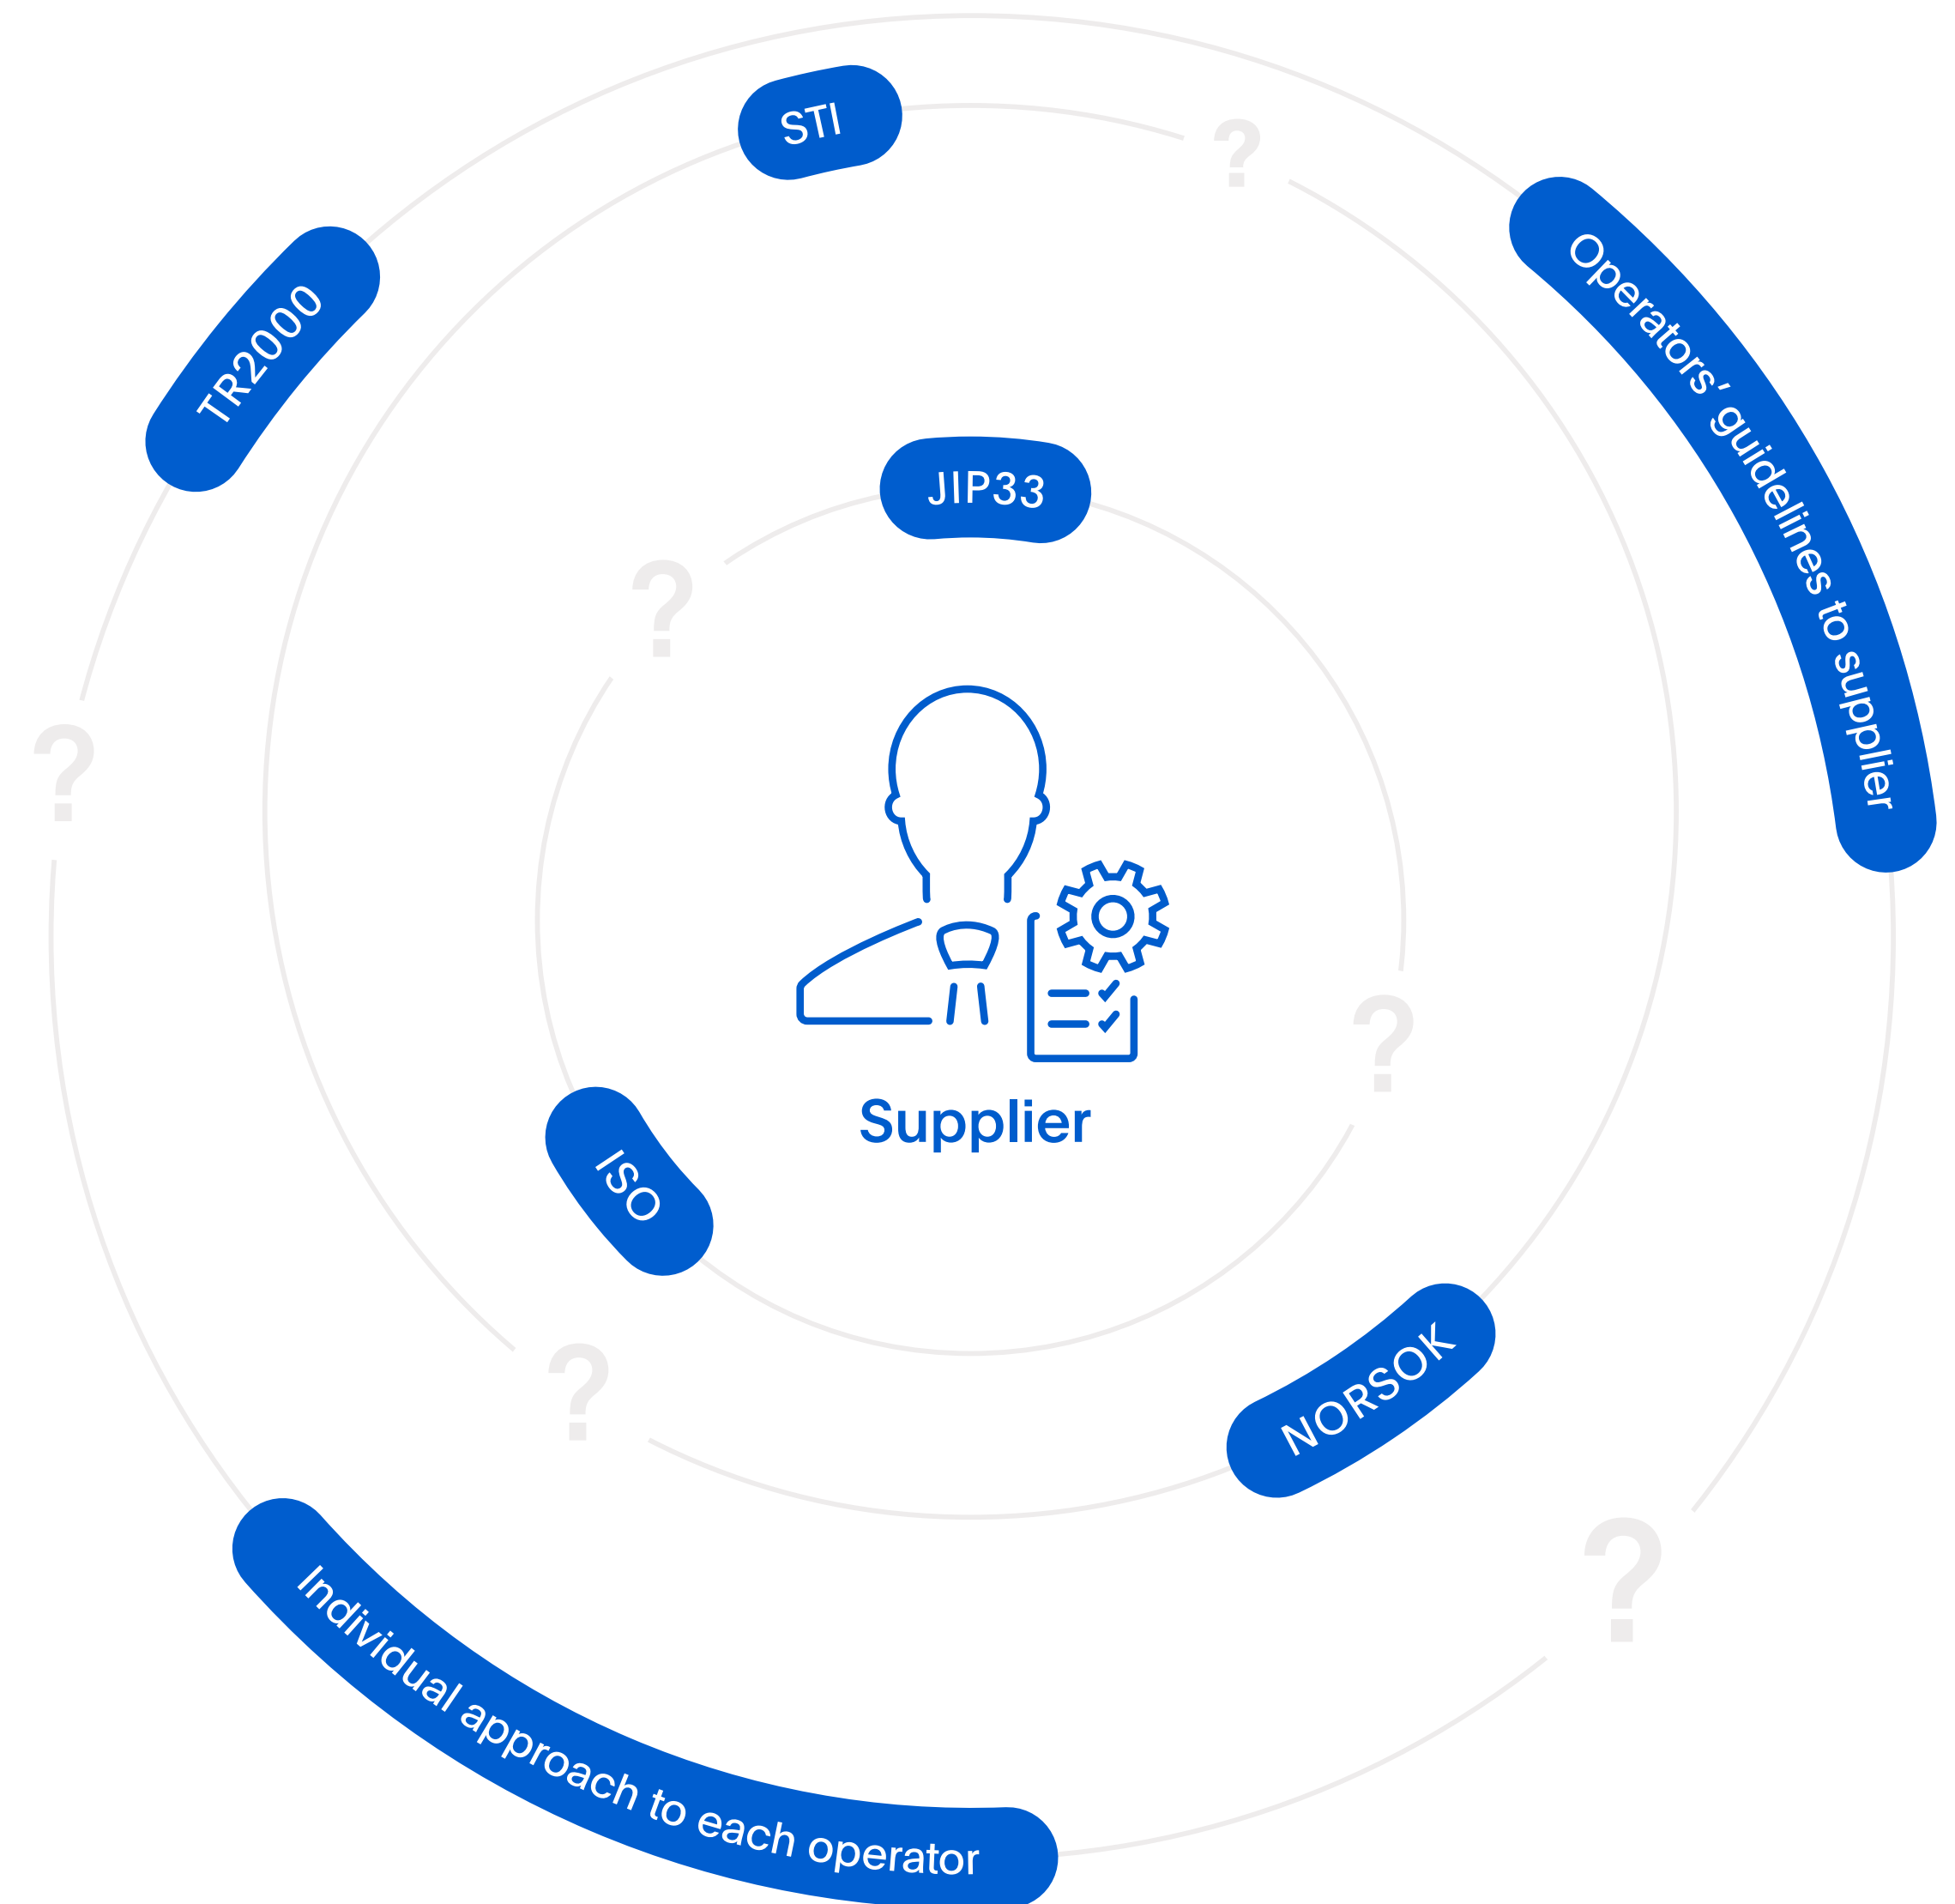 STI
?
TR2000
Operators' guidelines to supplier
JIP33
?
?
?
Supplier
ISO
NORSOK
?
?
Individual approach to each operator